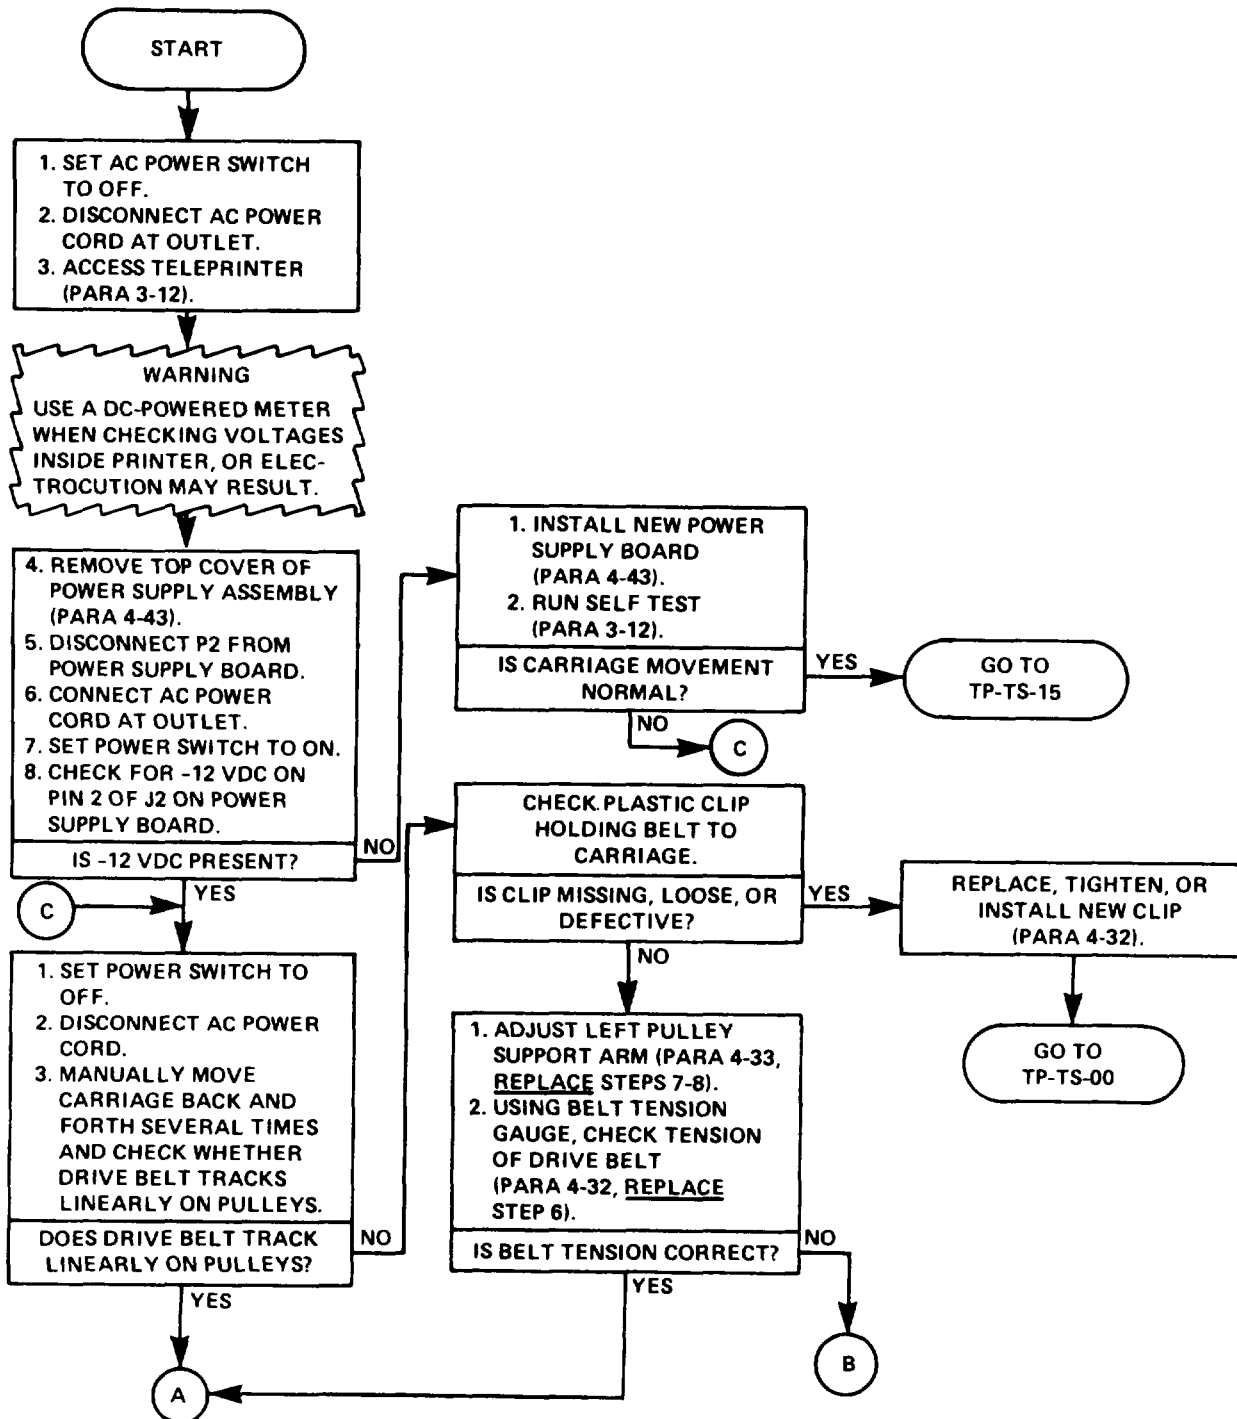 START
1. SET AC POWER SWITCH
TO OFF.
2. DISCONNECT AC POWER
CORD AT OUTLET.
3. ACCESS TELEPRINTER
(PARA 3-12).
WARNING
USE A DC-POWERED METER
WHEN CHECKING VOLTAGES
INSIDE PRINTER, OR ELEC-
TROCUTION MAY RESULT.
4. REMOVE TOP COVER OF
POWER SUPPLY ASSEMBLY
(PARA 4-43).
5. DISCONNECT P2 FROM
POWER SUPPLY BOARD.
6. CONNECT AC POWER
CORD AT OUTLET.
7. SET POWER SWITCH TO ON.
8. CHECK FOR -12 VDC ON
PIN 2 OF J2 ON POWER
SUPPLY BOARD.
IS -12 VDC PRESENT?
NO
YES
C
1. INSTALL NEW POWER
SUPPLY BOARD
(PARA 4-43).
2. RUN SELF TEST
(PARA 3-12).
IS CARRIAGE MOVEMENT
NORMAL?
YES
GO TO
TP-TS-15
NO
C
1. SET POWER SWITCH TO
OFF.
2. DISCONNECT AC POWER
CORD.
3. MANUALLY MOVE
CARRIAGE BACK AND
FORTH SEVERAL TIMES
AND CHECK WHETHER
DRIVE BELT TRACKS
LINEARLY ON PULLEYS.
DOES DRIVE BELT TRACK
LINEARLY ON PULLEYS?
NO
YES
A
CHECK.PLASTIC CLIP
HOLDING BELT TO
CARRIAGE.
IS CLIP MISSING, LOOSE, OR
DEFECTIVE?
YES
REPLACE, TIGHTEN, OR
INSTALL NEW CLIP
(PARA 4-32).
GO TO
TP-TS-00
NO
1. ADJUST LEFT PULLEY
SUPPORT ARM (PARA 4-33,
REPLACE STEPS 7-8).
2. USING BELT TENSION
GAUGE, CHECK TENSION
OF DRIVE BELT
(PARA 4-32, REPLACE
STEP 6).
IS BELT TENSION CORRECT?
NO
YES
B